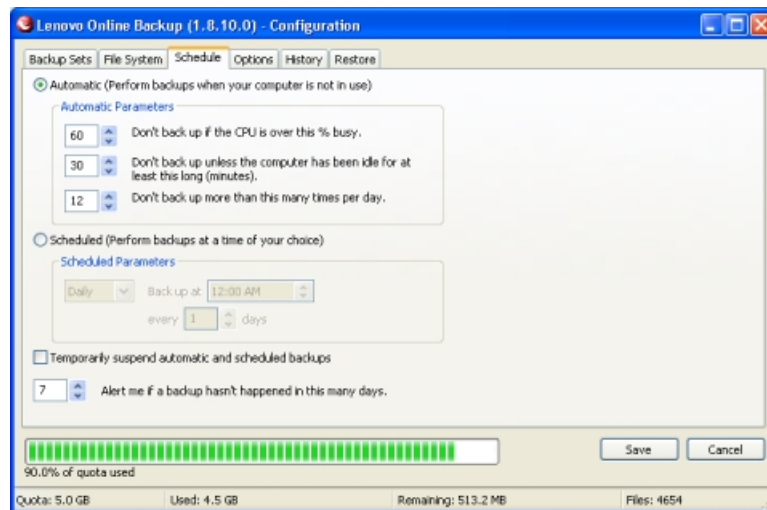 Lenovo Online Backup (1.8.10.0) - Configuration
Backup Sets File System Schedule Options History Restore
Automatic (Perform backups when your computer is not in use)
Automatic Parameters
60 Don't back up if the CPU is over this % busy.
30 Don't back up unless the computer has been idle for at
least this long (minutes).
12 Don't back up more than this many times per day.
Scheduled (Perform backups at a time of your choice)
Scheduled Parameters
Daily Back up at 12:00 AM
every 1 days
Temporarily suspend automatic and scheduled backups
7 Alert me if a backup hasn't happened in this many days.
Save Cancel
90.0% of quota used
Quota: 5.0 GB Used: 4.5 GB Remaining: 513.2 MB Files: 4654